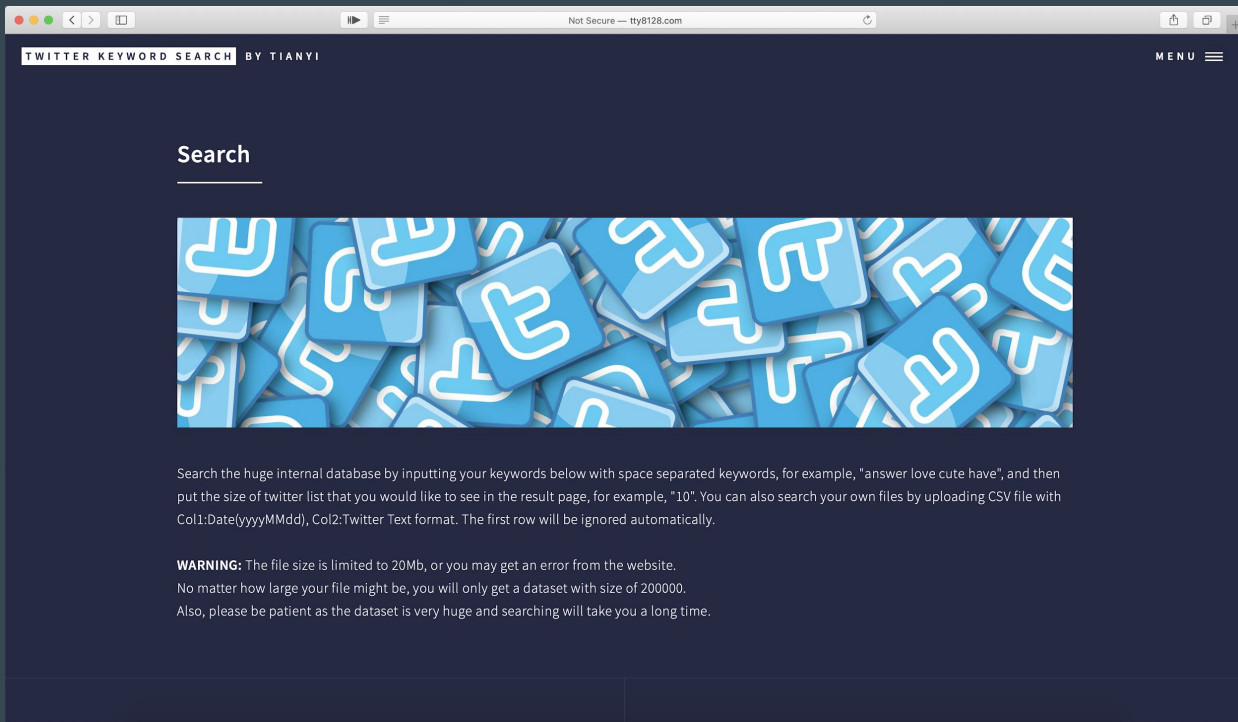 Not Secure — tty8128.com
TWITTER KEYWORD SEARCH BY TIANYI
MENU
Search
Search the huge internal database by inputting your keywords below with space separated keywords, for example, "answer love cute have", and then
put the size of twitter list that you would like to see in the result page, for example, "10". You can also search your own files by uploading CSV file with
Col1:Date(yyyyMMdd), Col2:Twitter Text format. The first row will be ignored automatically.
WARNING: The file size is limited to 20Mb, or you may get an error from the website.
No matter how large your file might be, you will only get a dataset with size of 200000.
Also, please be patient as the dataset is very huge and searching will take you a long time.